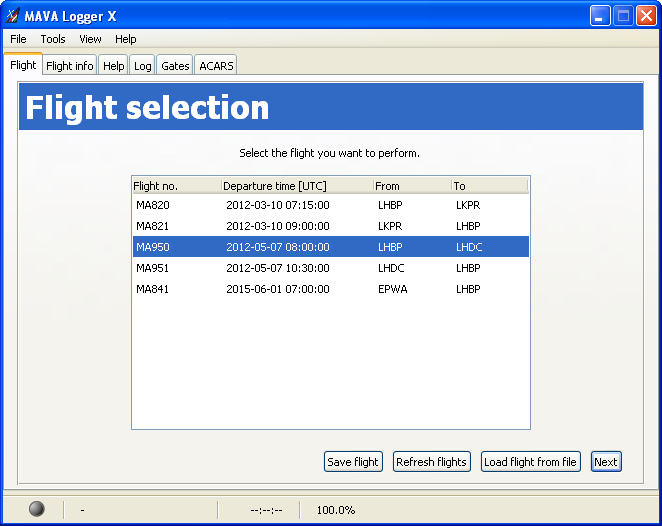 MAVA Logger X
File Tools View Help
Flight Flight info Help Log Gates ACARS
Flight selection
Select the flight you want to perform.
Flight no. Departure time [UTC] From To
MA820 2012-03-10 07:15:00 LHBP LKPR
MA821 2012-03-10 09:00:00 LKPR LHBP
MA950 2012-05-07 08:00:00 LHBP LHDC
MA951 2012-05-07 10:30:00 LHDC LHBP
MA841 2015-06-01 07:00:00 EPWA LHBP
Save flight Refresh flights Load flight from file Next
- --:--:-- 100.0%